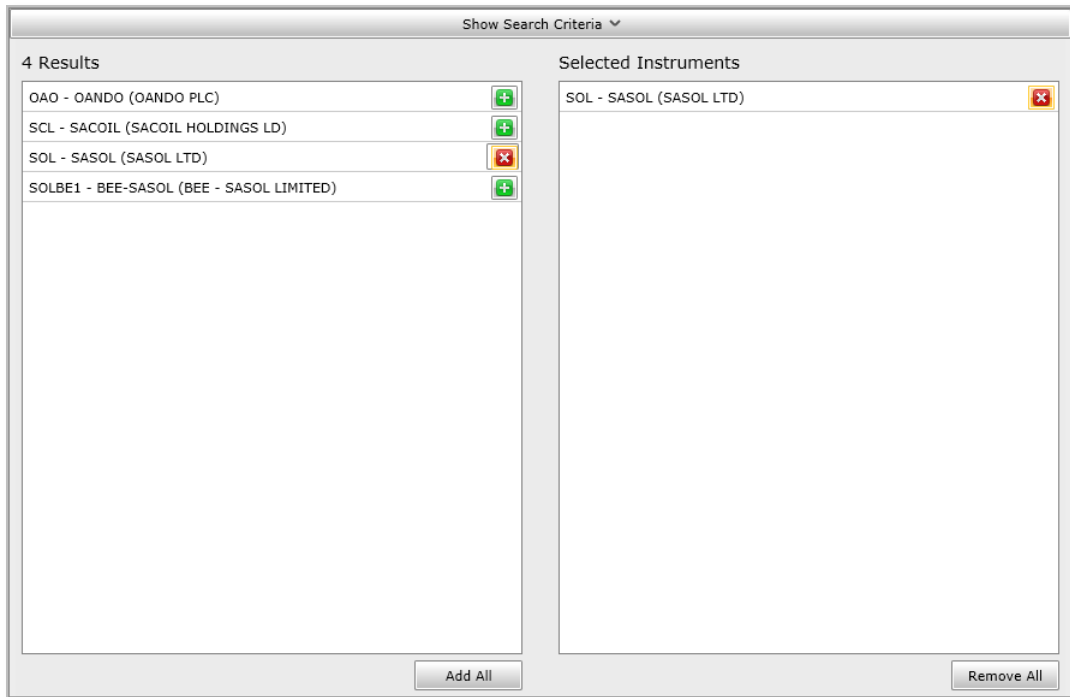 Show Search Criteria
4 Results
OAO - OANDO (OANDO PLC)
SCL - SACOIL (SACOIL HOLDINGS LD)
SOL - SASOL (SASOL LTD)
SOLBE1 - BEE-SASOL (BEE - SASOL LIMITED)
Add All
Selected Instruments
SOL - SASOL (SASOL LTD)
Remove All